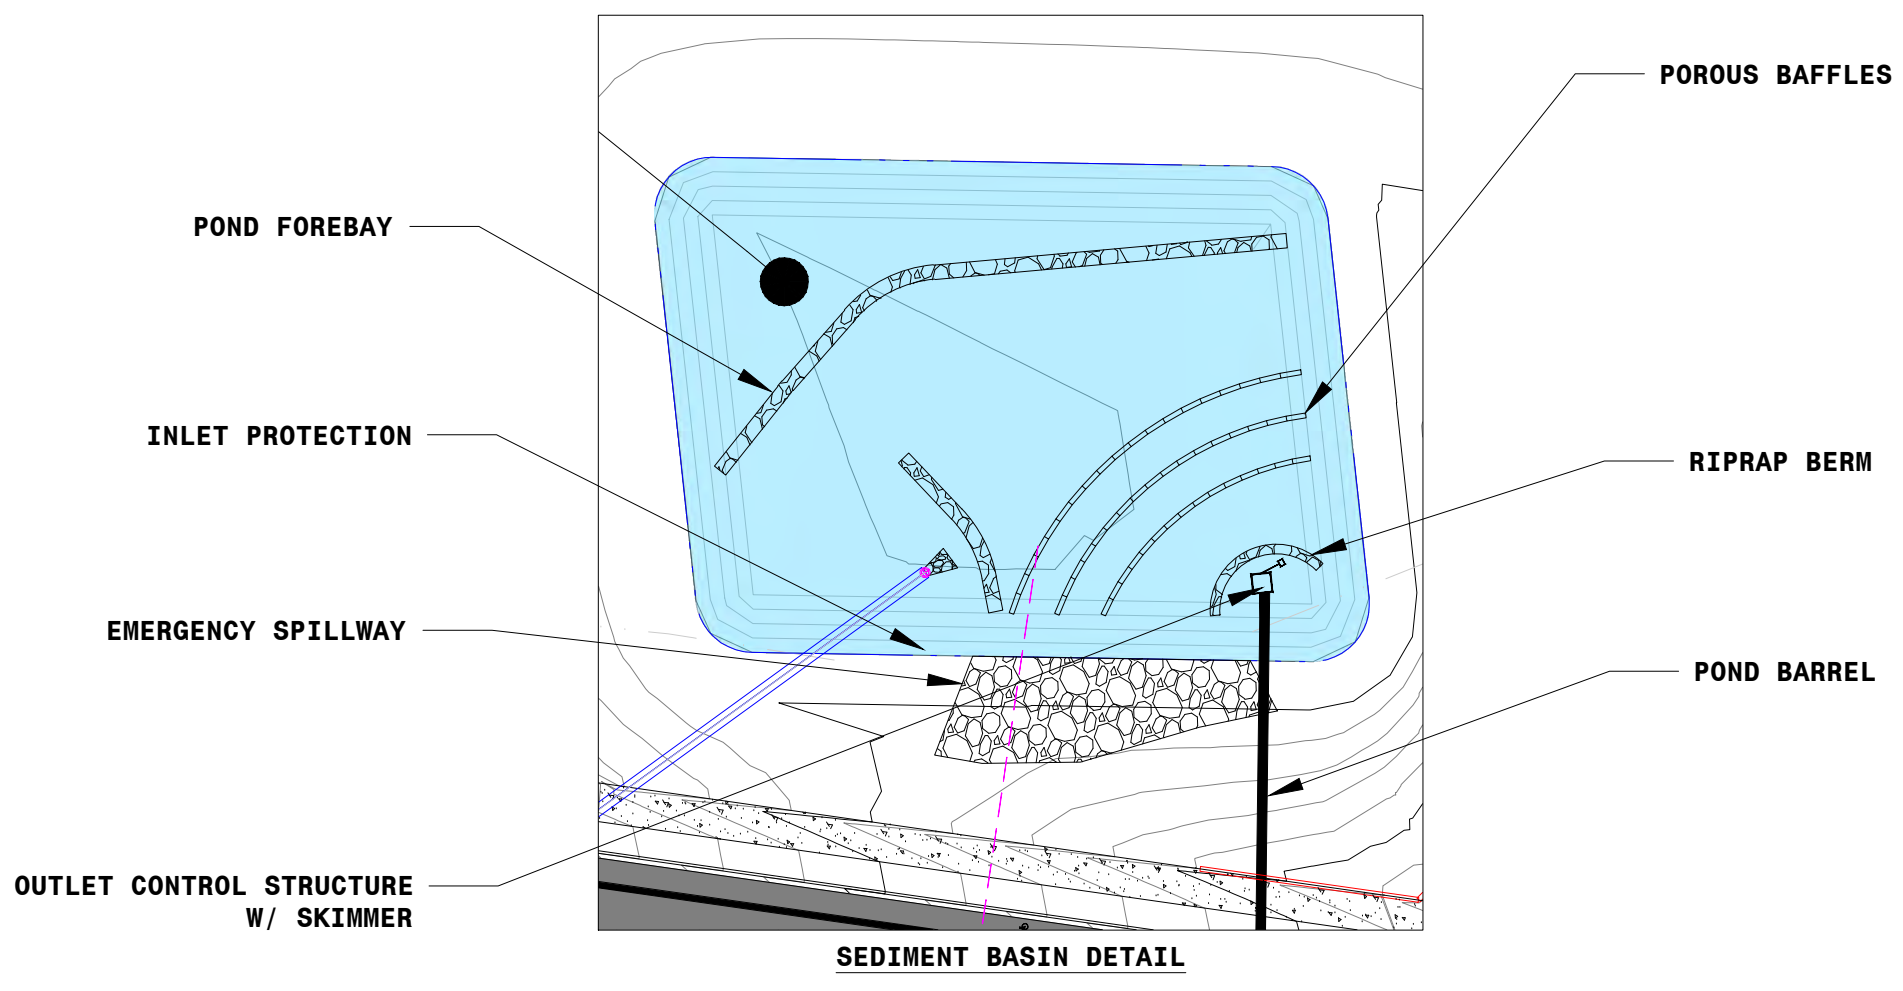 POROUS BAFFLES
POND FOREBAY
INLET PROTECTION
RIPRAP BERM
EMERGENCY SPILLWAY
POND BARREL
OUTLET CONTROL STRUCTURE
W/ SKIMMER
SEDIMENT BASIN DETAIL